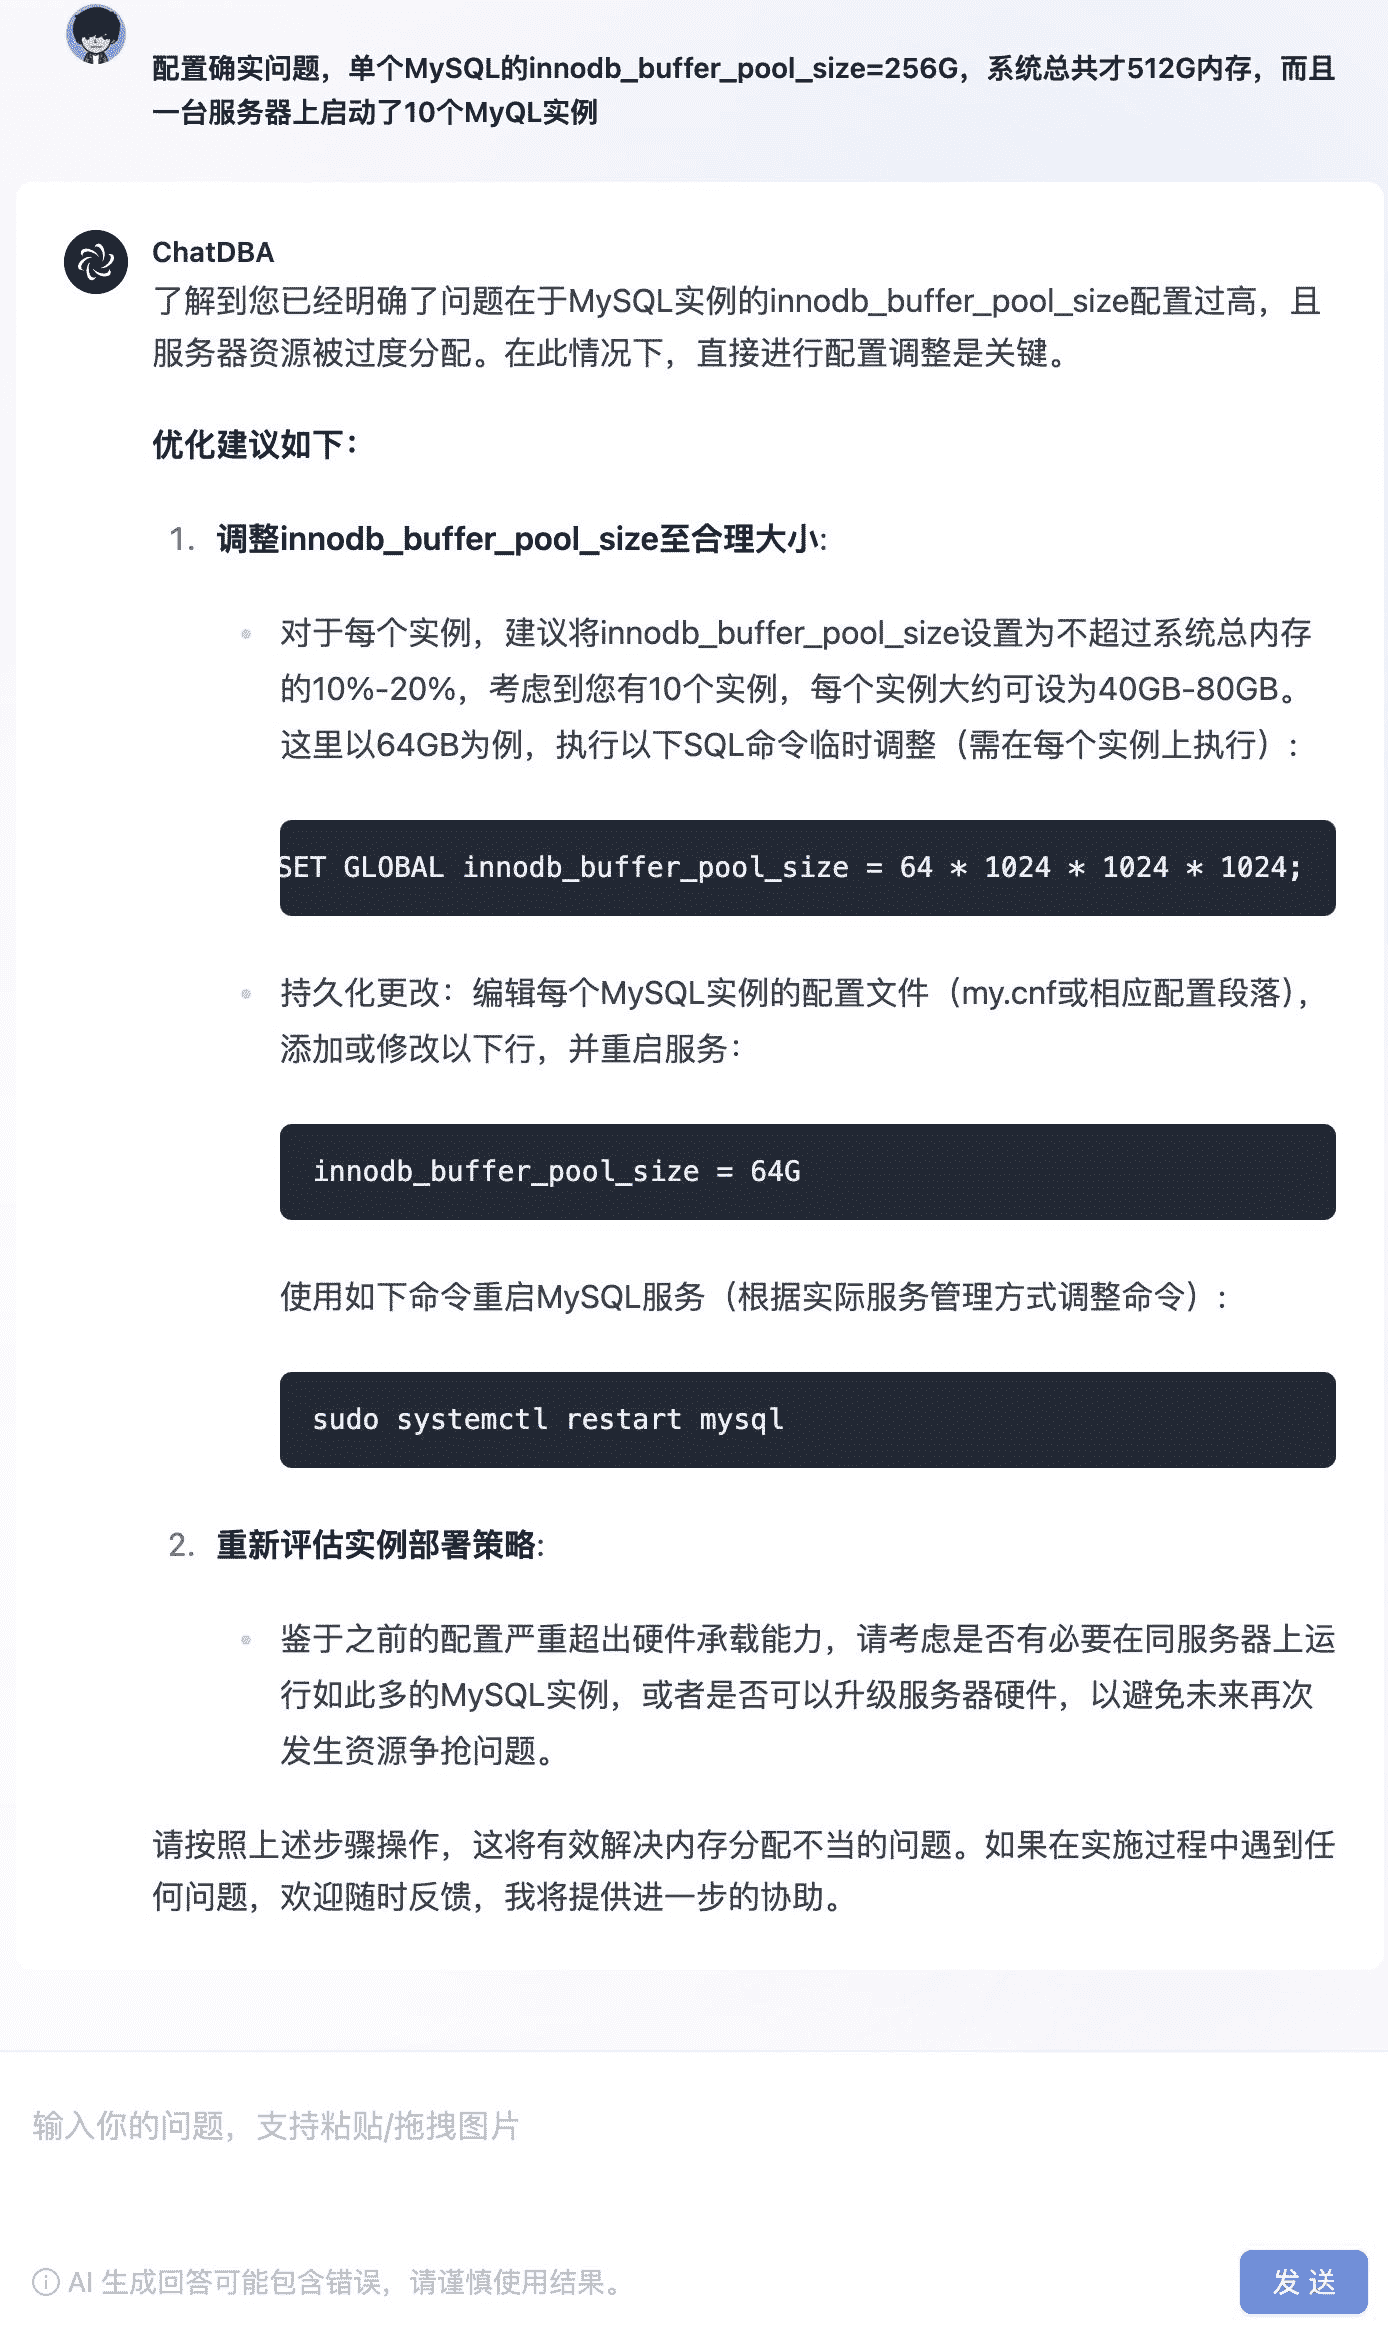 配置确实问题，单个MySQL的innodb_buffer_pool_size=256G，系统总共才512G内存，而且
一台服务器上启动了10个MyQL实例
ChatDBA
了解到您已经明确了问题在于MySQL实例的innodb_buffer_pool_size配置过高，且
服务器资源被过度分配。在此情况下，直接进行配置调整是关键。
优化建议如下：
1. 调整innodb_buffer_pool_size至合理大小:
对于每个实例，建议将innodb_buffer_pool_size设置为不超过系统总内存
的10%-20%，考虑到您有10个实例，每个实例大约可设为40GB-80GB。
这里以64GB为例，执行以下SQL命令临时调整（需在每个实例上执行）：
SET GLOBAL innodb_buffer_pool_size = 64 * 1024 * 1024 * 1024;
持久化更改：编辑每个MySQL实例的配置文件（my.cnf或相应配置段落），
添加或修改以下行，并重启服务：
innodb_buffer_pool_size = 64G
使用如下命令重启MySQL服务（根据实际服务管理方式调整命令）：
sudo systemctl restart mysql
2. 重新评估实例部署策略:
鉴于之前的配置严重超出硬件承载能力，请考虑是否有必要在同服务器上运
行如此多的MySQL实例，或者是否可以升级服务器硬件，以避免未来再次
发生资源争抢问题。
请按照上述步骤操作，这将有效解决内存分配不当的问题。如果在实施过程中遇到任
何问题，欢迎随时反馈，我将提供进一步的协助。
输入你的问题，支持粘贴/拖拽图片
AI 生成回答可能包含错误，请谨慎使用结果。
发 送